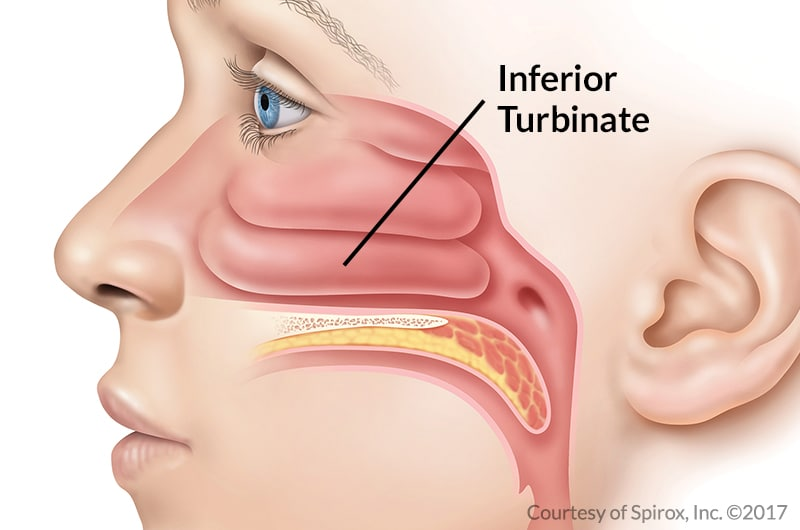 Inferior
Turbinate
Courtesy of Spirox, Inc. ©2017